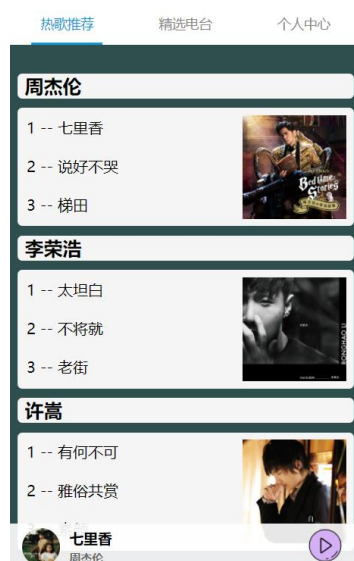 热歌推荐 精选电台 个人中心
周杰伦
1 -- 七里香
2 -- 说好不哭
3 -- 梯田
Bedtime
Stories
李荣浩
1 -- 太坦白
2 -- 不将就
3 -- 老街
RONGHAO LI
许嵩
1 -- 有何不可
2 -- 雅俗共赏
七里香
周杰伦